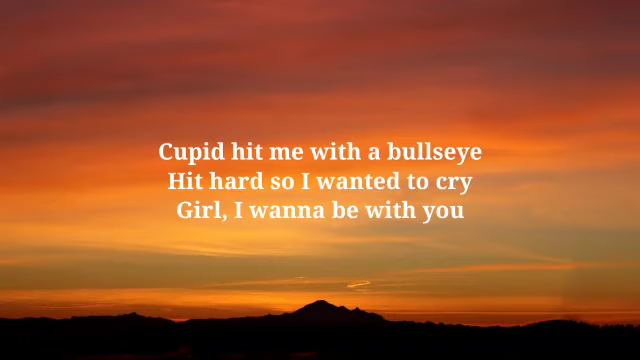 Cupid hit me with a bullseye
Hit hard so I wanted to cry
Girl, I wanna be with you